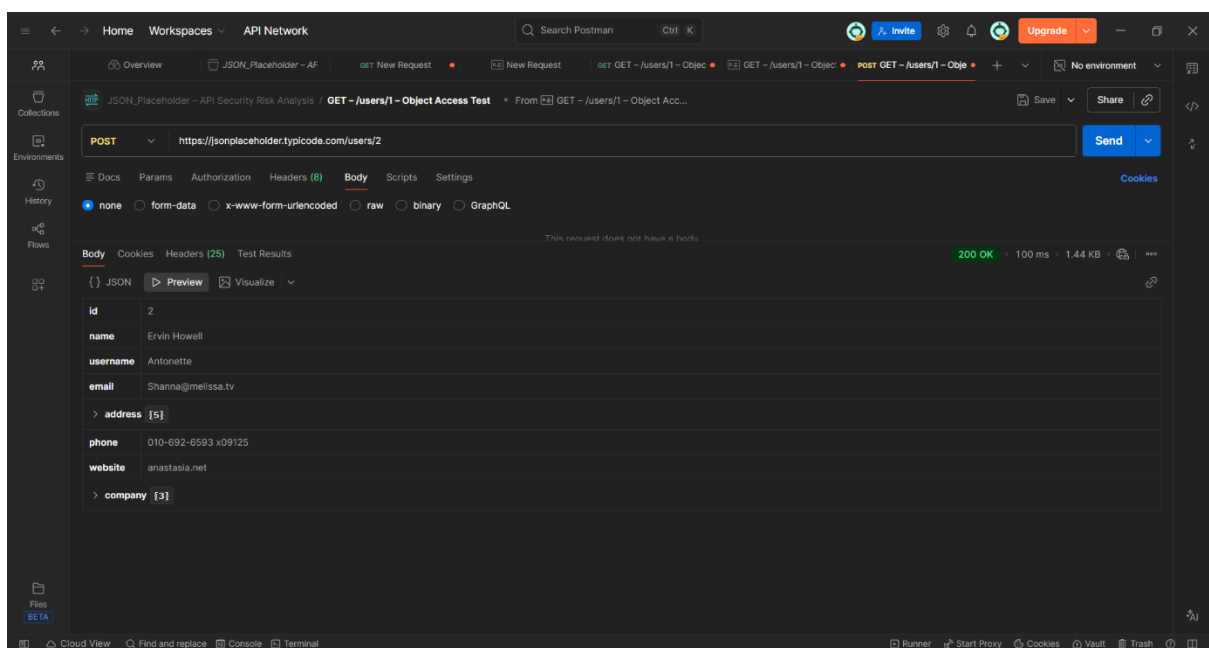 Home Workspaces API Network Search Postman Ctrl K Invite Upgrade
Overview JSON_Placeholder – AF GET New Request New Request GET GET – /users/1 – Objec GET – /users/1 – Object POST GET – /users/1 – Obje No environment
Collections
HTTP JSON_Placeholder – API Security Risk Analysis / GET – /users/1 – Object Access Test From GET – /users/1 – Object Acc... Save Share
Environments
POST https://jsonplaceholder.typicode.com/users/2 Send
History
Docs Params Authorization Headers (8) Body Scripts Settings Cookies
none form-data x-www-form-urlencoded raw binary GraphQL
Flows
This request does not have a body
Body Cookies Headers (25) Test Results 200 OK 100 ms 1.44 KB
{} JSON Preview Visualize
id 2
name Ervin Howell
username Antonette
email Shanna@melissa.tv
address [5]
phone 010-692-6593 x09125
website anastasia.net
company [3]
Files
BETA
AI
Cloud View Find and replace Console Terminal Runner Start Proxy Cookies Vault Trash